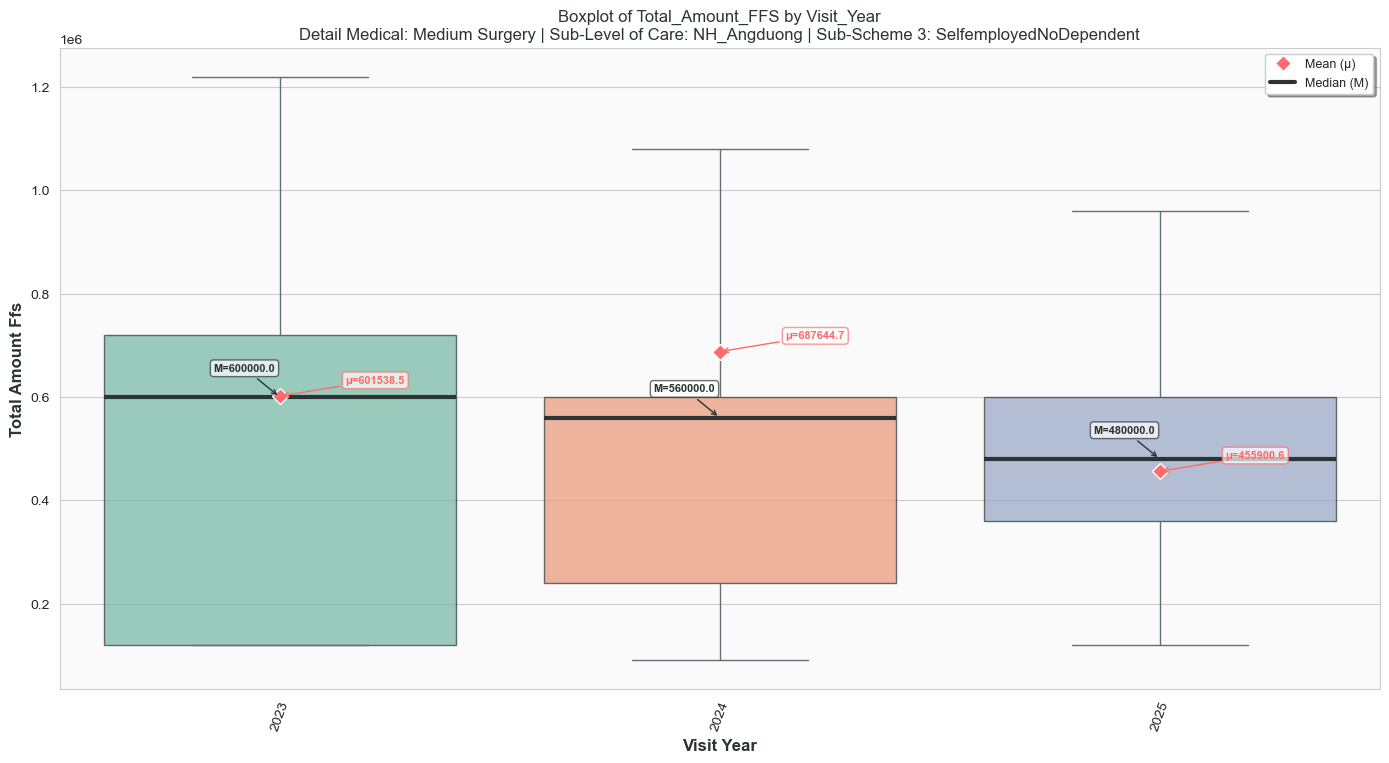 Boxplot of Total_Amount_FFS by Visit_Year
Detail Medical: Medium Surgery | Sub-Level of Care: NH_Angduong | Sub-Scheme 3: SelfemployedNoDependent
1e6
Mean (μ)
Median (M)
1.2
1.0
0.8
0.6
0.4
0.2
Total Amount Ffs
M=600000.0
μ=601538.5
M=560000.0
μ=687644.7
M=480000.0
μ=455900.6
2023
2024
2025
Visit Year